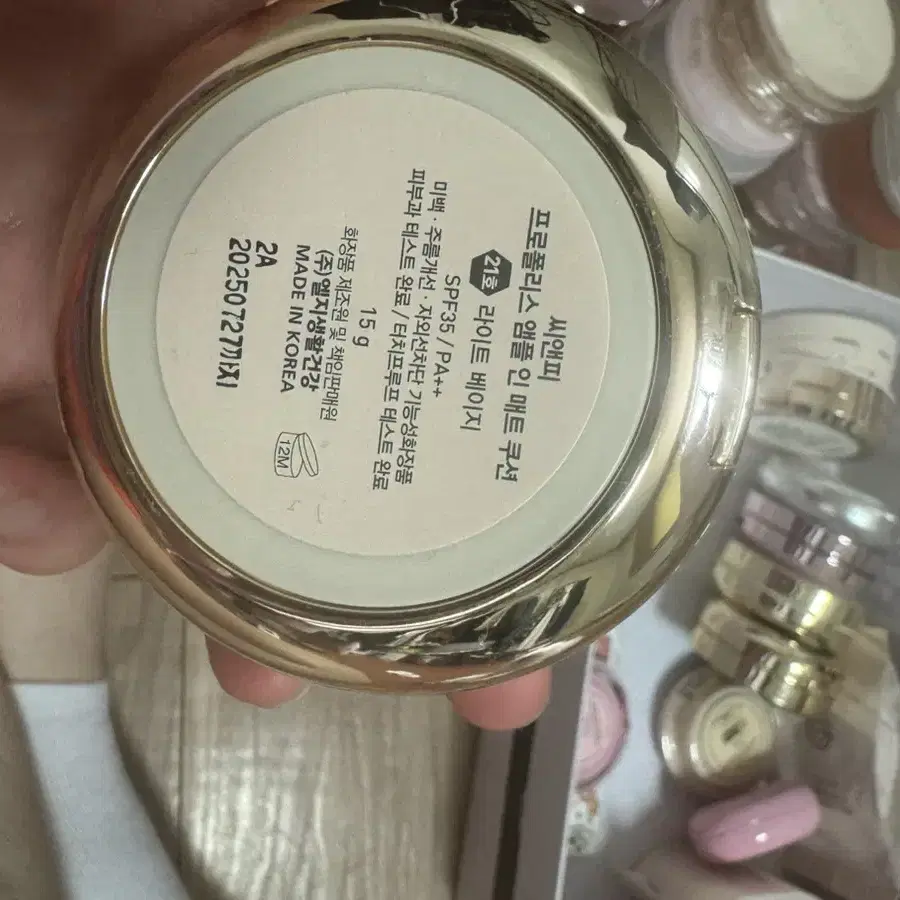 씨앤피
프로폴리스 앰플 인 매트 쿠션
21호 라이트 베이지
SPF35 / PA++
미백 · 주름개선 · 자외선차단 기능성화장품
피부과 테스트 완료 / 터치프루프 테스트 완료
15 g
화장품 제조원 및 책임판매원
(주)엘지생활건강
MADE IN KOREA
2A
20250727까지
12M